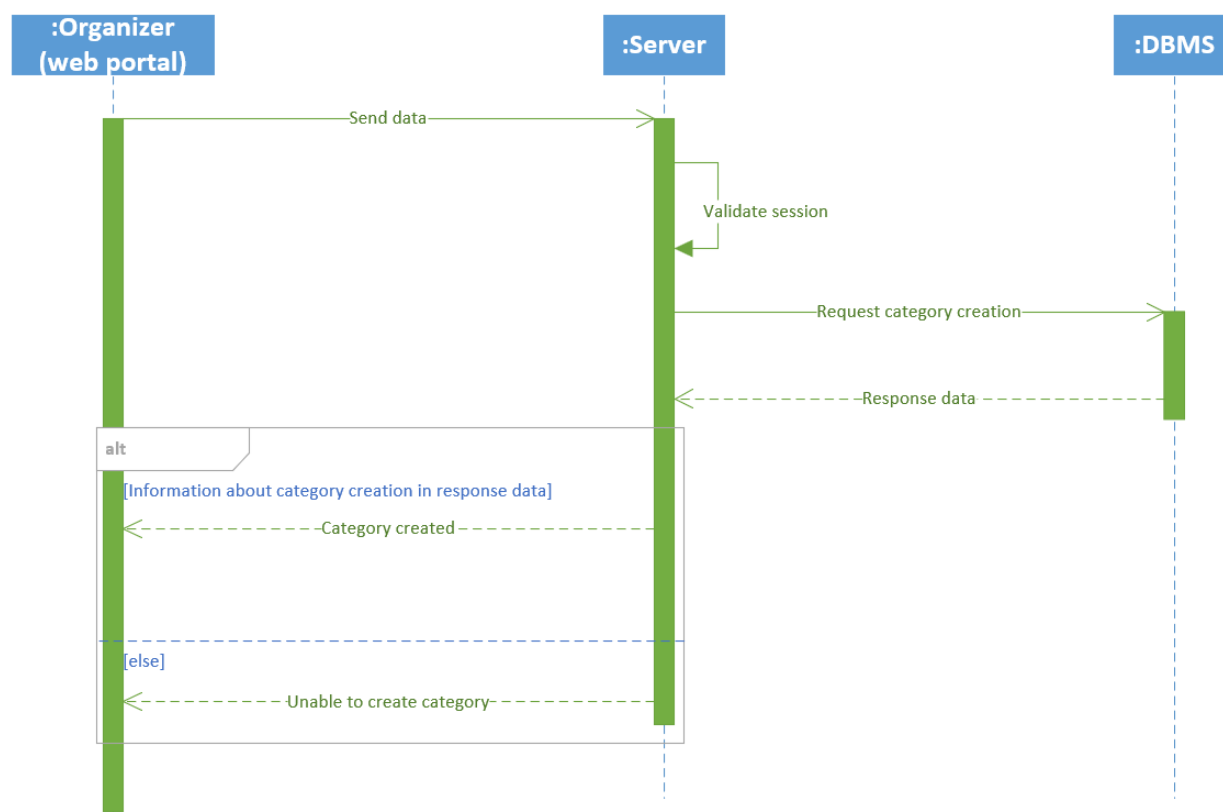 :Organizer
(web portal)
:Server
:DBMS
Send data
Validate session
Request category creation
Response data
alt
[Information about category creation in response data]
Category created
[else]
Unable to create category